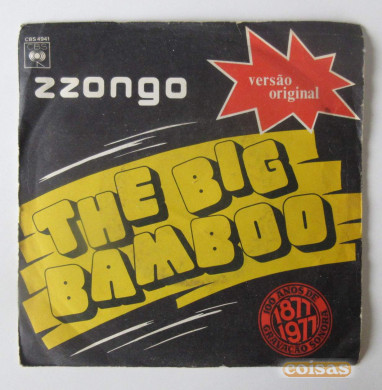 CBS 4941
CBS
zzongo
versão
original
THE BIG
BAMBOO
100 ANOS DE
1877
1977
GRAVAÇÃO SONORA
coisas